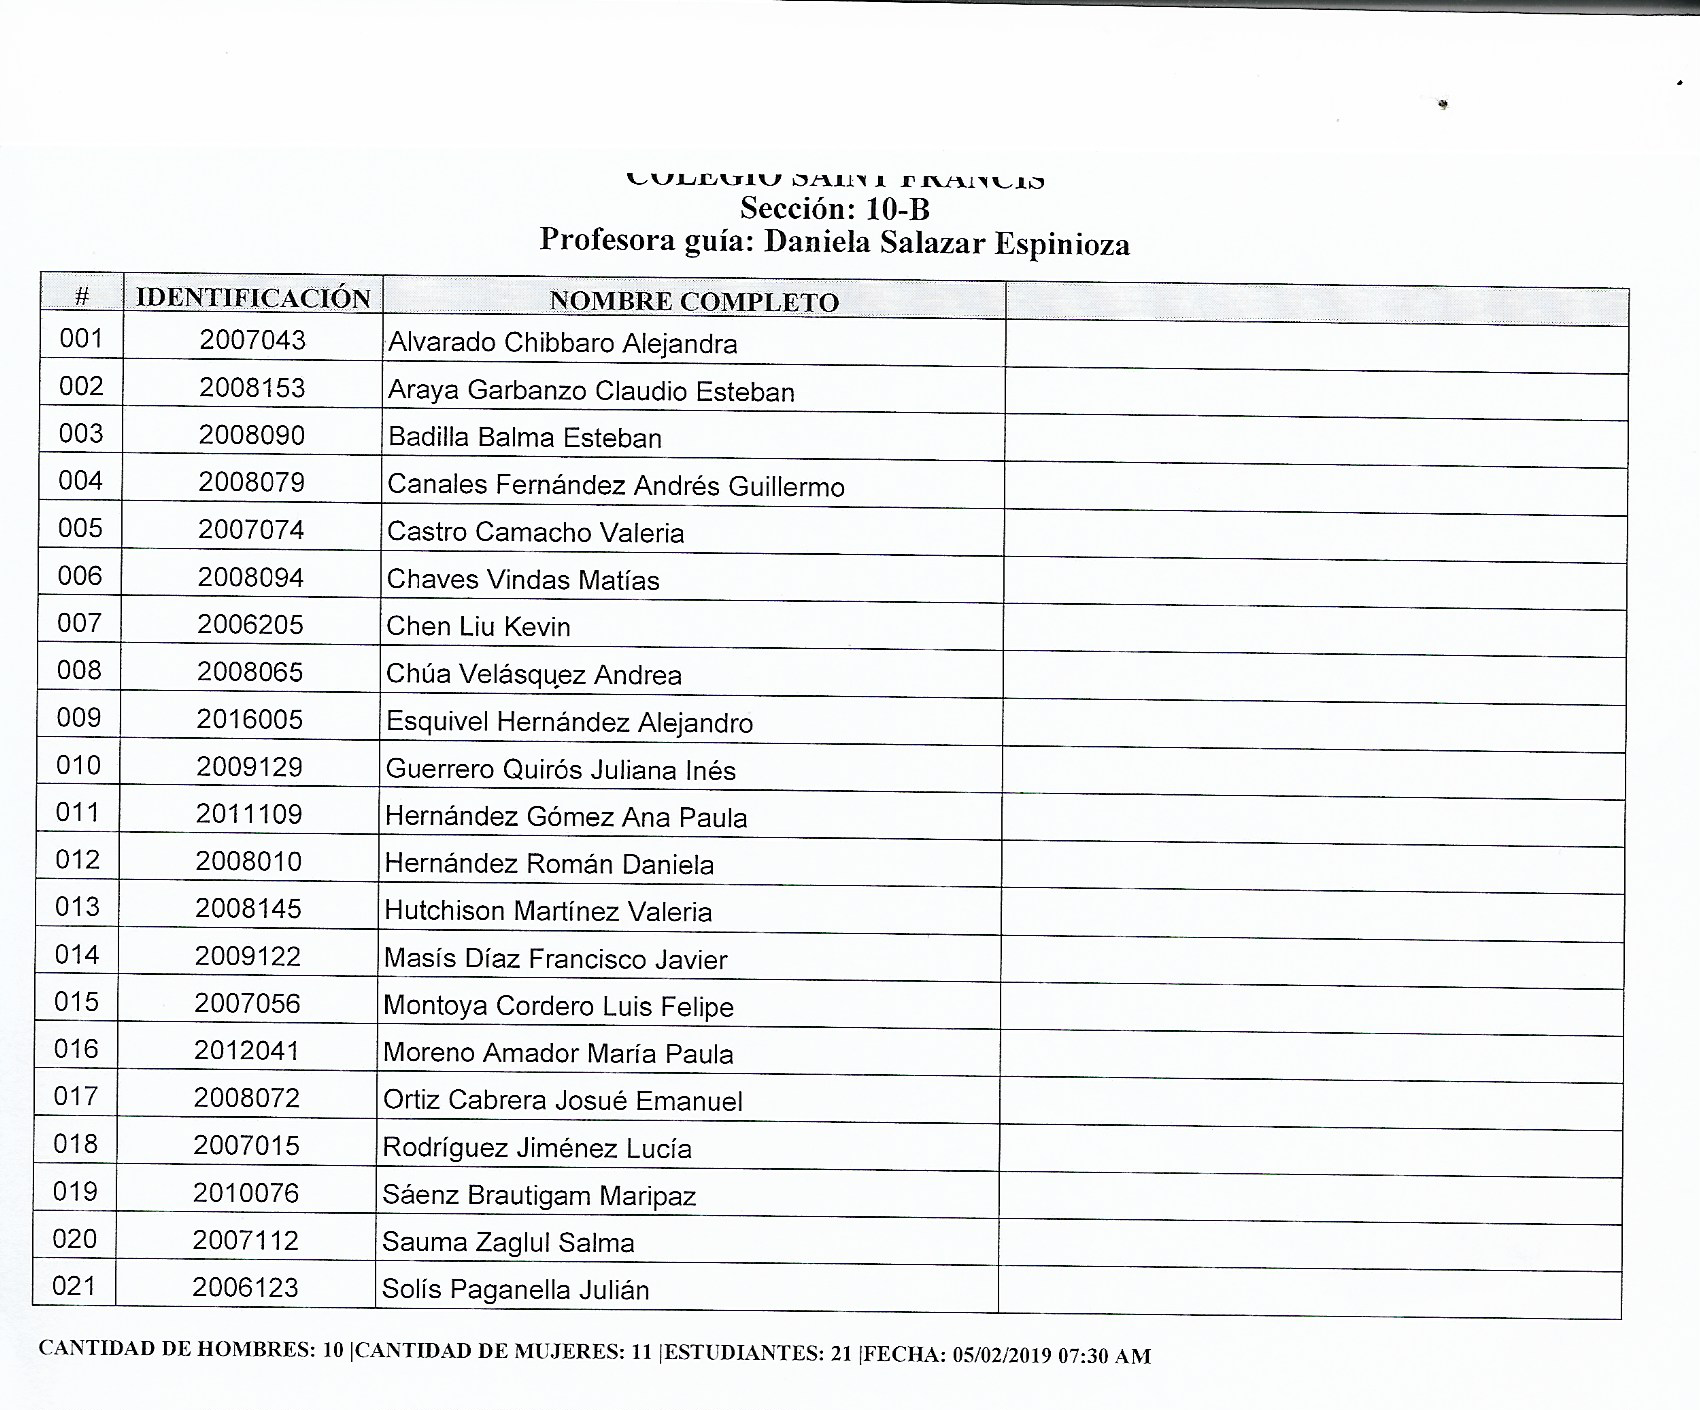 COLEGIO SAINT FRANCIS
Sección: 10-B
Profesora guía: Daniela Salazar Espinioza
# IDENTIFICACIÓN NOMBRE COMPLETO
001 2007043 Alvarado Chibbaro Alejandra
002 2008153 Araya Garbanzo Claudio Esteban
003 2008090 Badilla Balma Esteban
004 2008079 Canales Fernández Andrés Guillermo
005 2007074 Castro Camacho Valeria
006 2008094 Chaves Vindas Matías
007 2006205 Chen Liu Kevin
008 2008065 Chúa Velásquez Andrea
009 2016005 Esquivel Hernández Alejandro
010 2009129 Guerrero Quirós Juliana Inés
011 2011109 Hernández Gómez Ana Paula
012 2008010 Hernández Román Daniela
013 2008145 Hutchison Martínez Valeria
014 2009122 Masís Díaz Francisco Javier
015 2007056 Montoya Cordero Luis Felipe
016 2012041 Moreno Amador María Paula
017 2008072 Ortiz Cabrera Josué Emanuel
018 2007015 Rodríguez Jiménez Lucía
019 2010076 Sáenz Brautigam Maripaz
020 2007112 Sauma Zaglul Salma
021 2006123 Solís Paganella Julián
CANTIDAD DE HOMBRES: 10 |CANTIDAD DE MUJERES: 11 |ESTUDIANTES: 21 |FECHA: 05/02/2019 07:30 AM